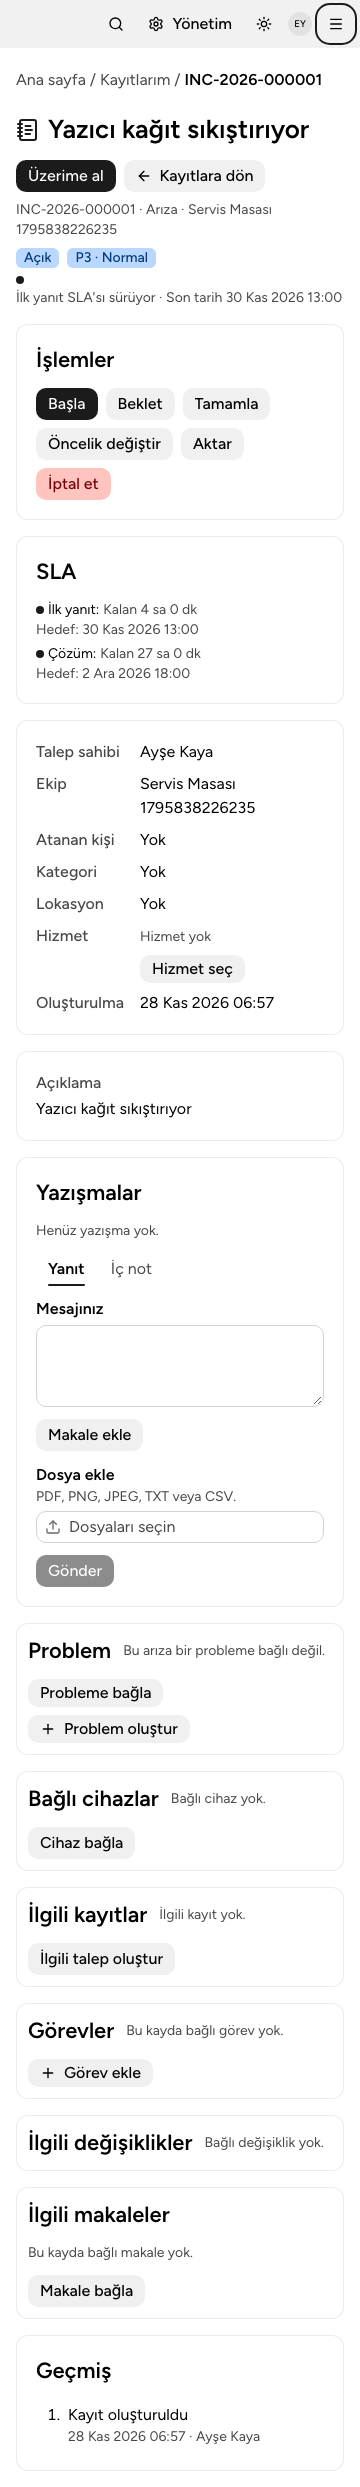 Yönetim
EY
Ana sayfa / Kayıtlarım / INC-2026-000001
Yazıcı kağıt sıkıştırıyor
Üzerime al
Kayıtlara dön
INC-2026-000001 · Arıza · Servis Masası
1795838226235
Açık
P3 · Normal
İlk yanıt SLA'sı sürüyor · Son tarih 30 Kas 2026 13:00
İşlemler
Başla
Beklet
Tamamla
Öncelik değiştir
Aktar
İptal et
SLA
İlk yanıt: Kalan 4 sa 0 dk
Hedef: 30 Kas 2026 13:00
Çözüm: Kalan 27 sa 0 dk
Hedef: 2 Ara 2026 18:00
Talep sahibi Ayşe Kaya
Ekip Servis Masası
1795838226235
Atanan kişi Yok
Kategori Yok
Lokasyon Yok
Hizmet Hizmet yok
Hizmet seç
Oluşturulma 28 Kas 2026 06:57
Açıklama
Yazıcı kağıt sıkıştırıyor
Yazışmalar
Henüz yazışma yok.
Yanıt
İç not
Mesajınız
Makale ekle
Dosya ekle
PDF, PNG, JPEG, TXT veya CSV.
Dosyaları seçin
Gönder
Problem Bu arıza bir probleme bağlı değil.
Probleme bağla
+ Problem oluştur
Bağlı cihazlar Bağlı cihaz yok.
Cihaz bağla
İlgili kayıtlar İlgili kayıt yok.
İlgili talep oluştur
Görevler Bu kayda bağlı görev yok.
+ Görev ekle
İlgili değişiklikler Bağlı değişiklik yok.
İlgili makaleler
Bu kayda bağlı makale yok.
Makale bağla
Geçmiş
1. Kayıt oluşturuldu
28 Kas 2026 06:57 · Ayşe Kaya